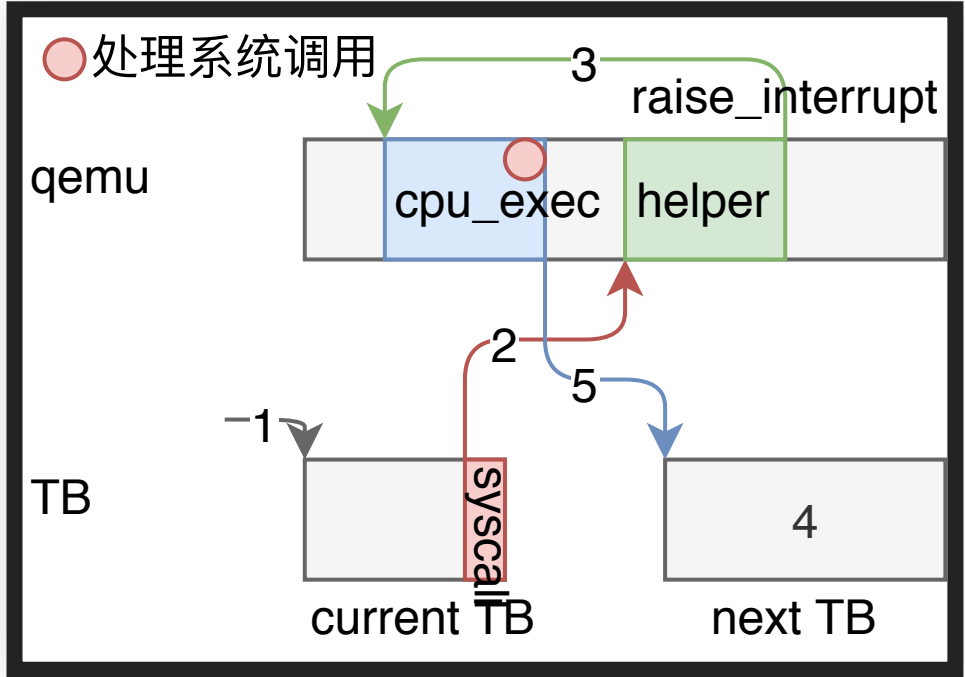 处理系统调用
3
raise_interrupt
qemu
cpu_exec
helper
2
5
1
TB
syscall
4
current TB
next TB